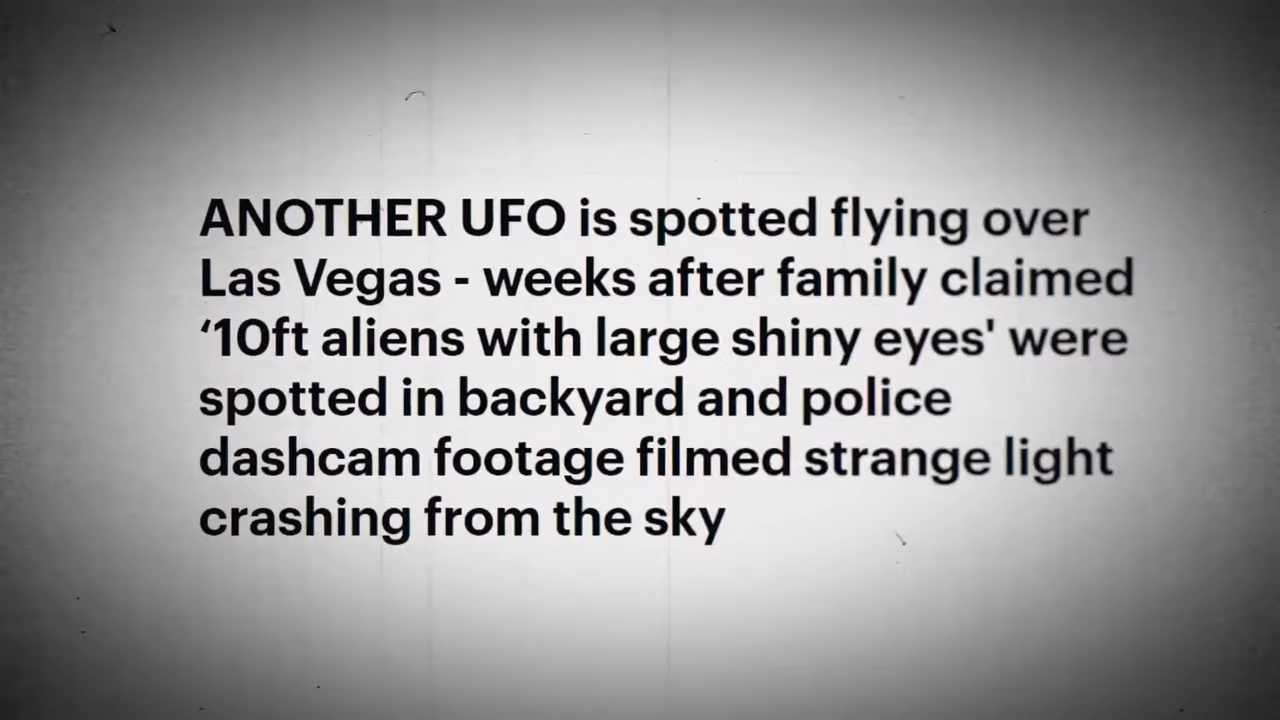 ANOTHER UFO is spotted flying over
Las Vegas - weeks after family claimed
‘10ft aliens with large shiny eyes' were
spotted in backyard and police
dashcam footage filmed strange light
crashing from the sky